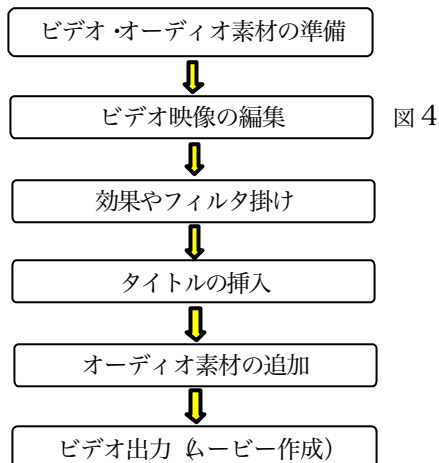 ビデオ・オーディオ素材の準備
ビデオ映像の編集
図4
効果やフィルタ掛け
タイトルの挿入
オーディオ素材の追加
ビデオ出力(ムービー作成)